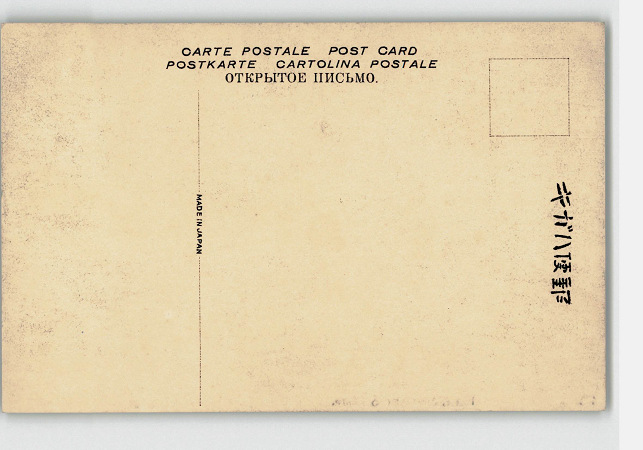 CARTE POSTALE POST CARD
POSTKARTE CARTOLINA POSTALE
ОТКРЫТОЕ ПИСЬМО.
MADE IN JAPAN
郵便ハガキ